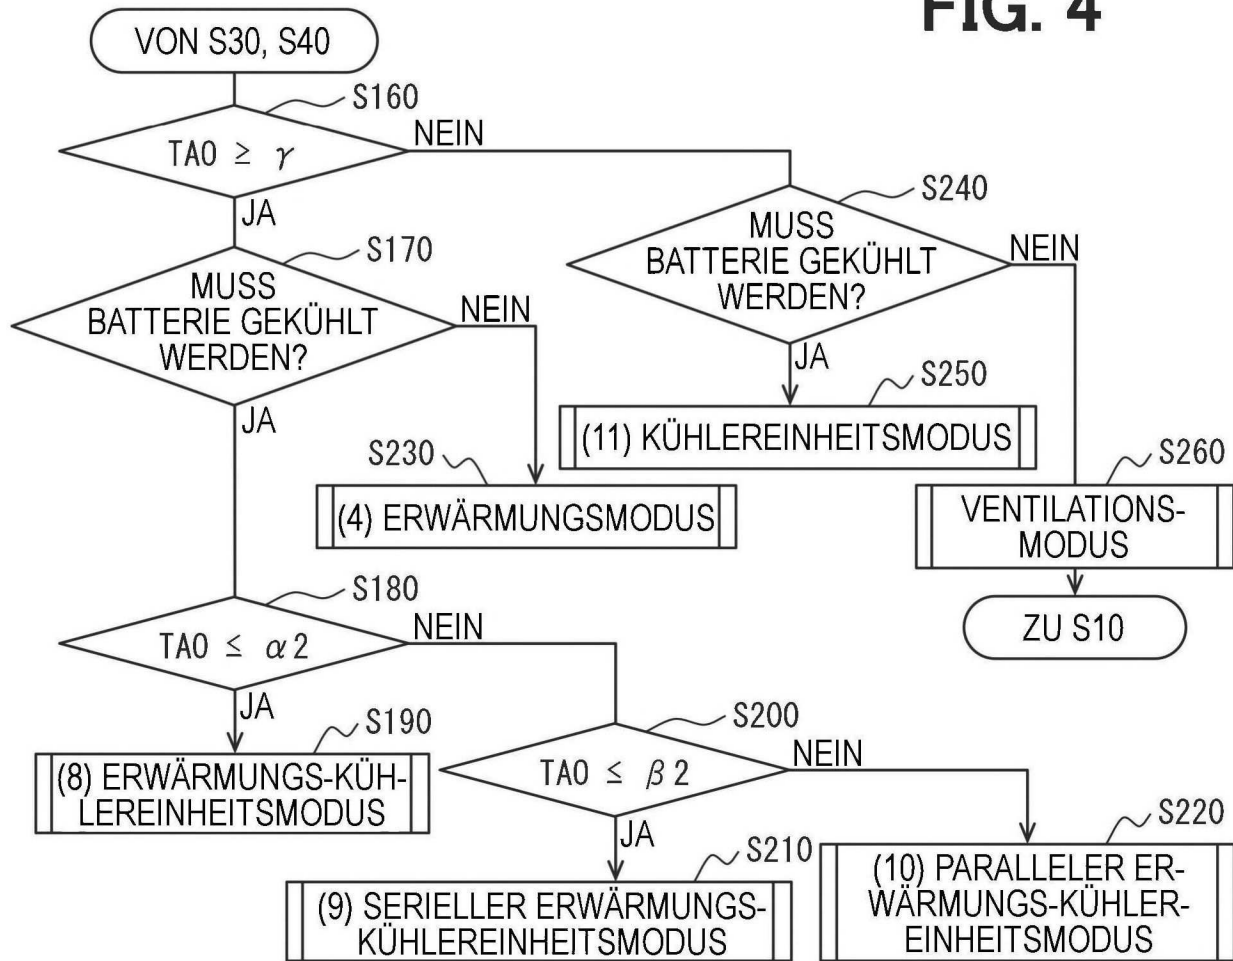 FIG. 4
VON S30, S40
S160
TAO ≥ γ
NEIN
JA
S240
MUSS
BATTERIE GEKÜHLT
WERDEN?
NEIN
JA
S170
MUSS
BATTERIE GEKÜHLT
WERDEN?
NEIN
JA
S250
(11) KÜHLEREINHEITSMODUS
S230
(4) ERWÄRMUNGSMODUS
S260
VENTILATIONS-
MODUS
ZU S10
S180
TAO ≤ α2
NEIN
JA
S190
(8) ERWÄRMUNGS-KÜH-
LEREINHEITSMODUS
S200
TAO ≤ β2
NEIN
JA
S210
(9) SERIELLER ERWÄRMUNGS-
KÜHLEREINHEITSMODUS
S220
(10) PARALLELER ER-
WÄRMUNGS-KÜHLER-
EINHEITSMODUS